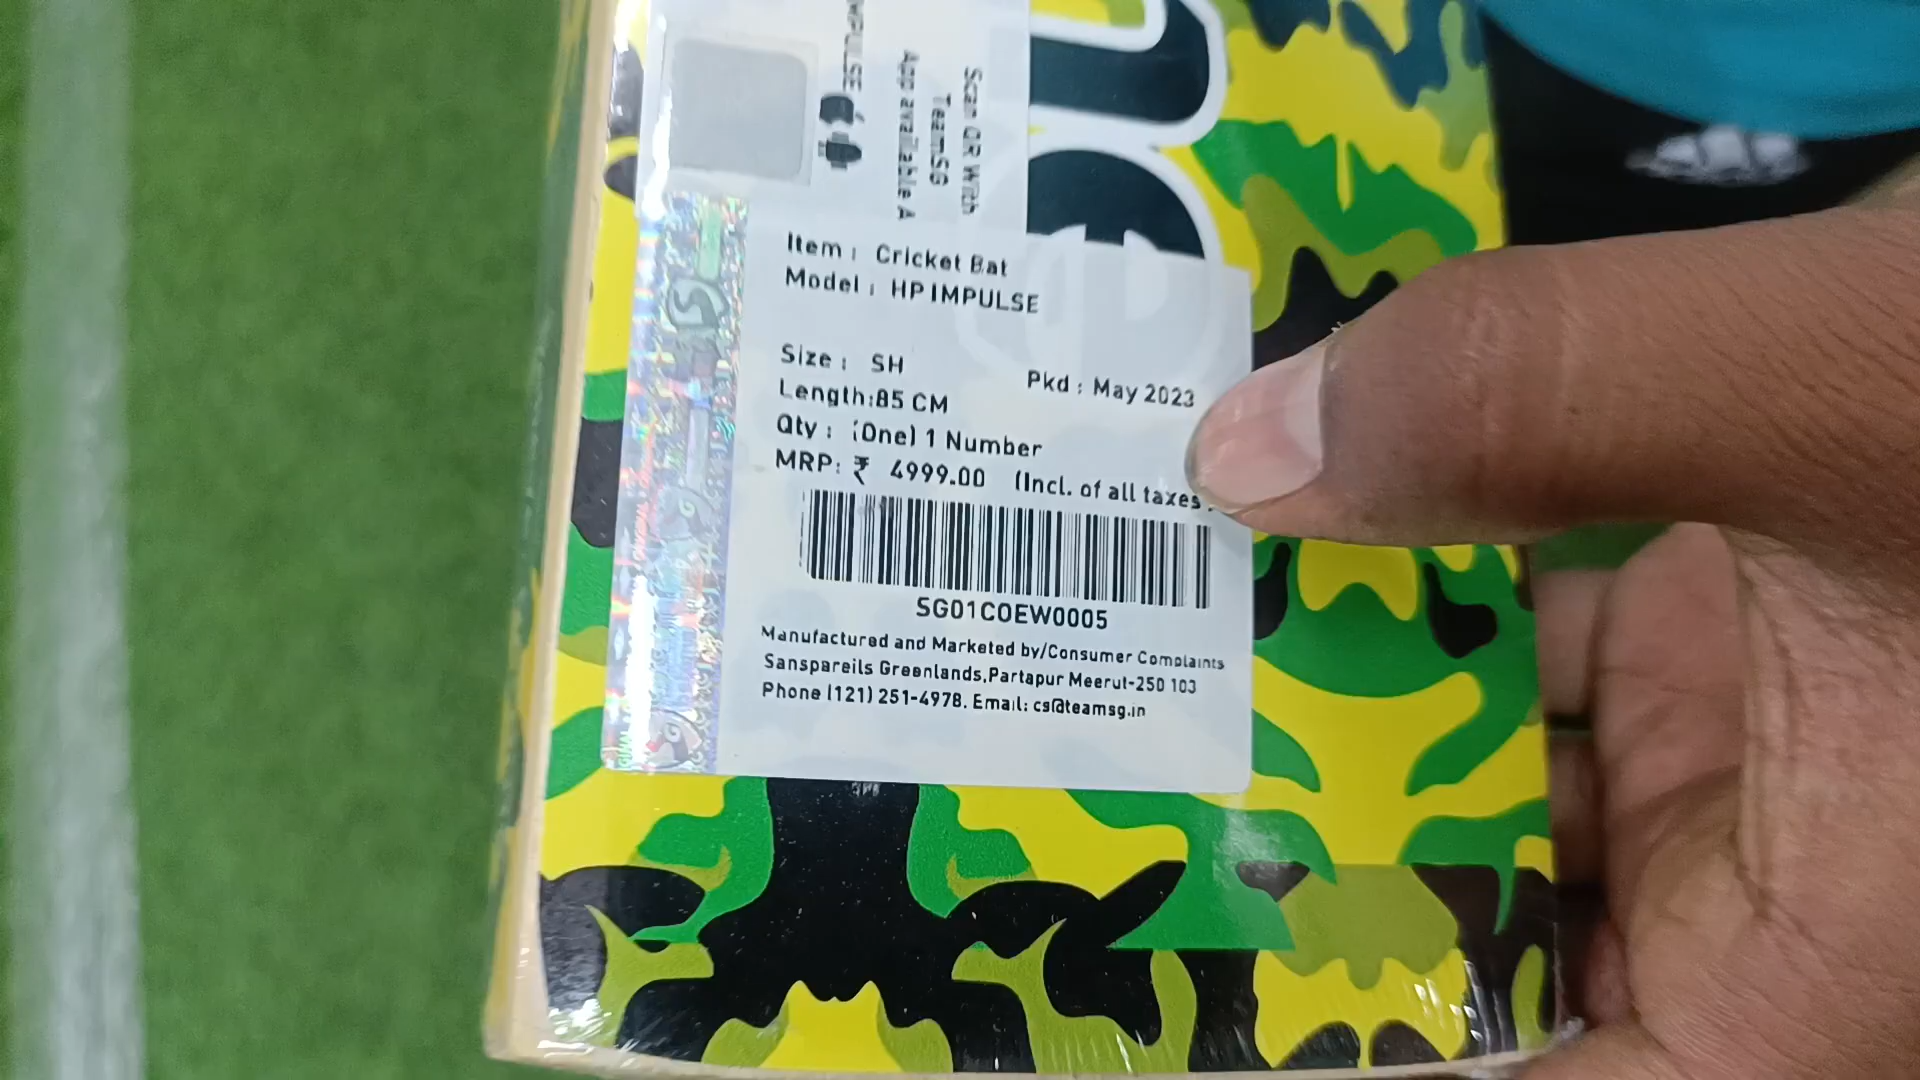 IMPULSE
Scan QR With
TeamSG
App available A
ne
Item : Cricket Bat
Model : HP IMPULSE
Size : SH
Pkd : May 2023
Length:85 CM
Qty : (One) 1 Number
MRP: ₹ 4999.00 (Incl. of all taxes
SG01COEW0005
Manufactured and Marketed by/Consumer Complaints
Sanspareils Greenlands,Partapur Meerut-250 103
Phone (121) 251-4978. Email: cs@teamsg.in